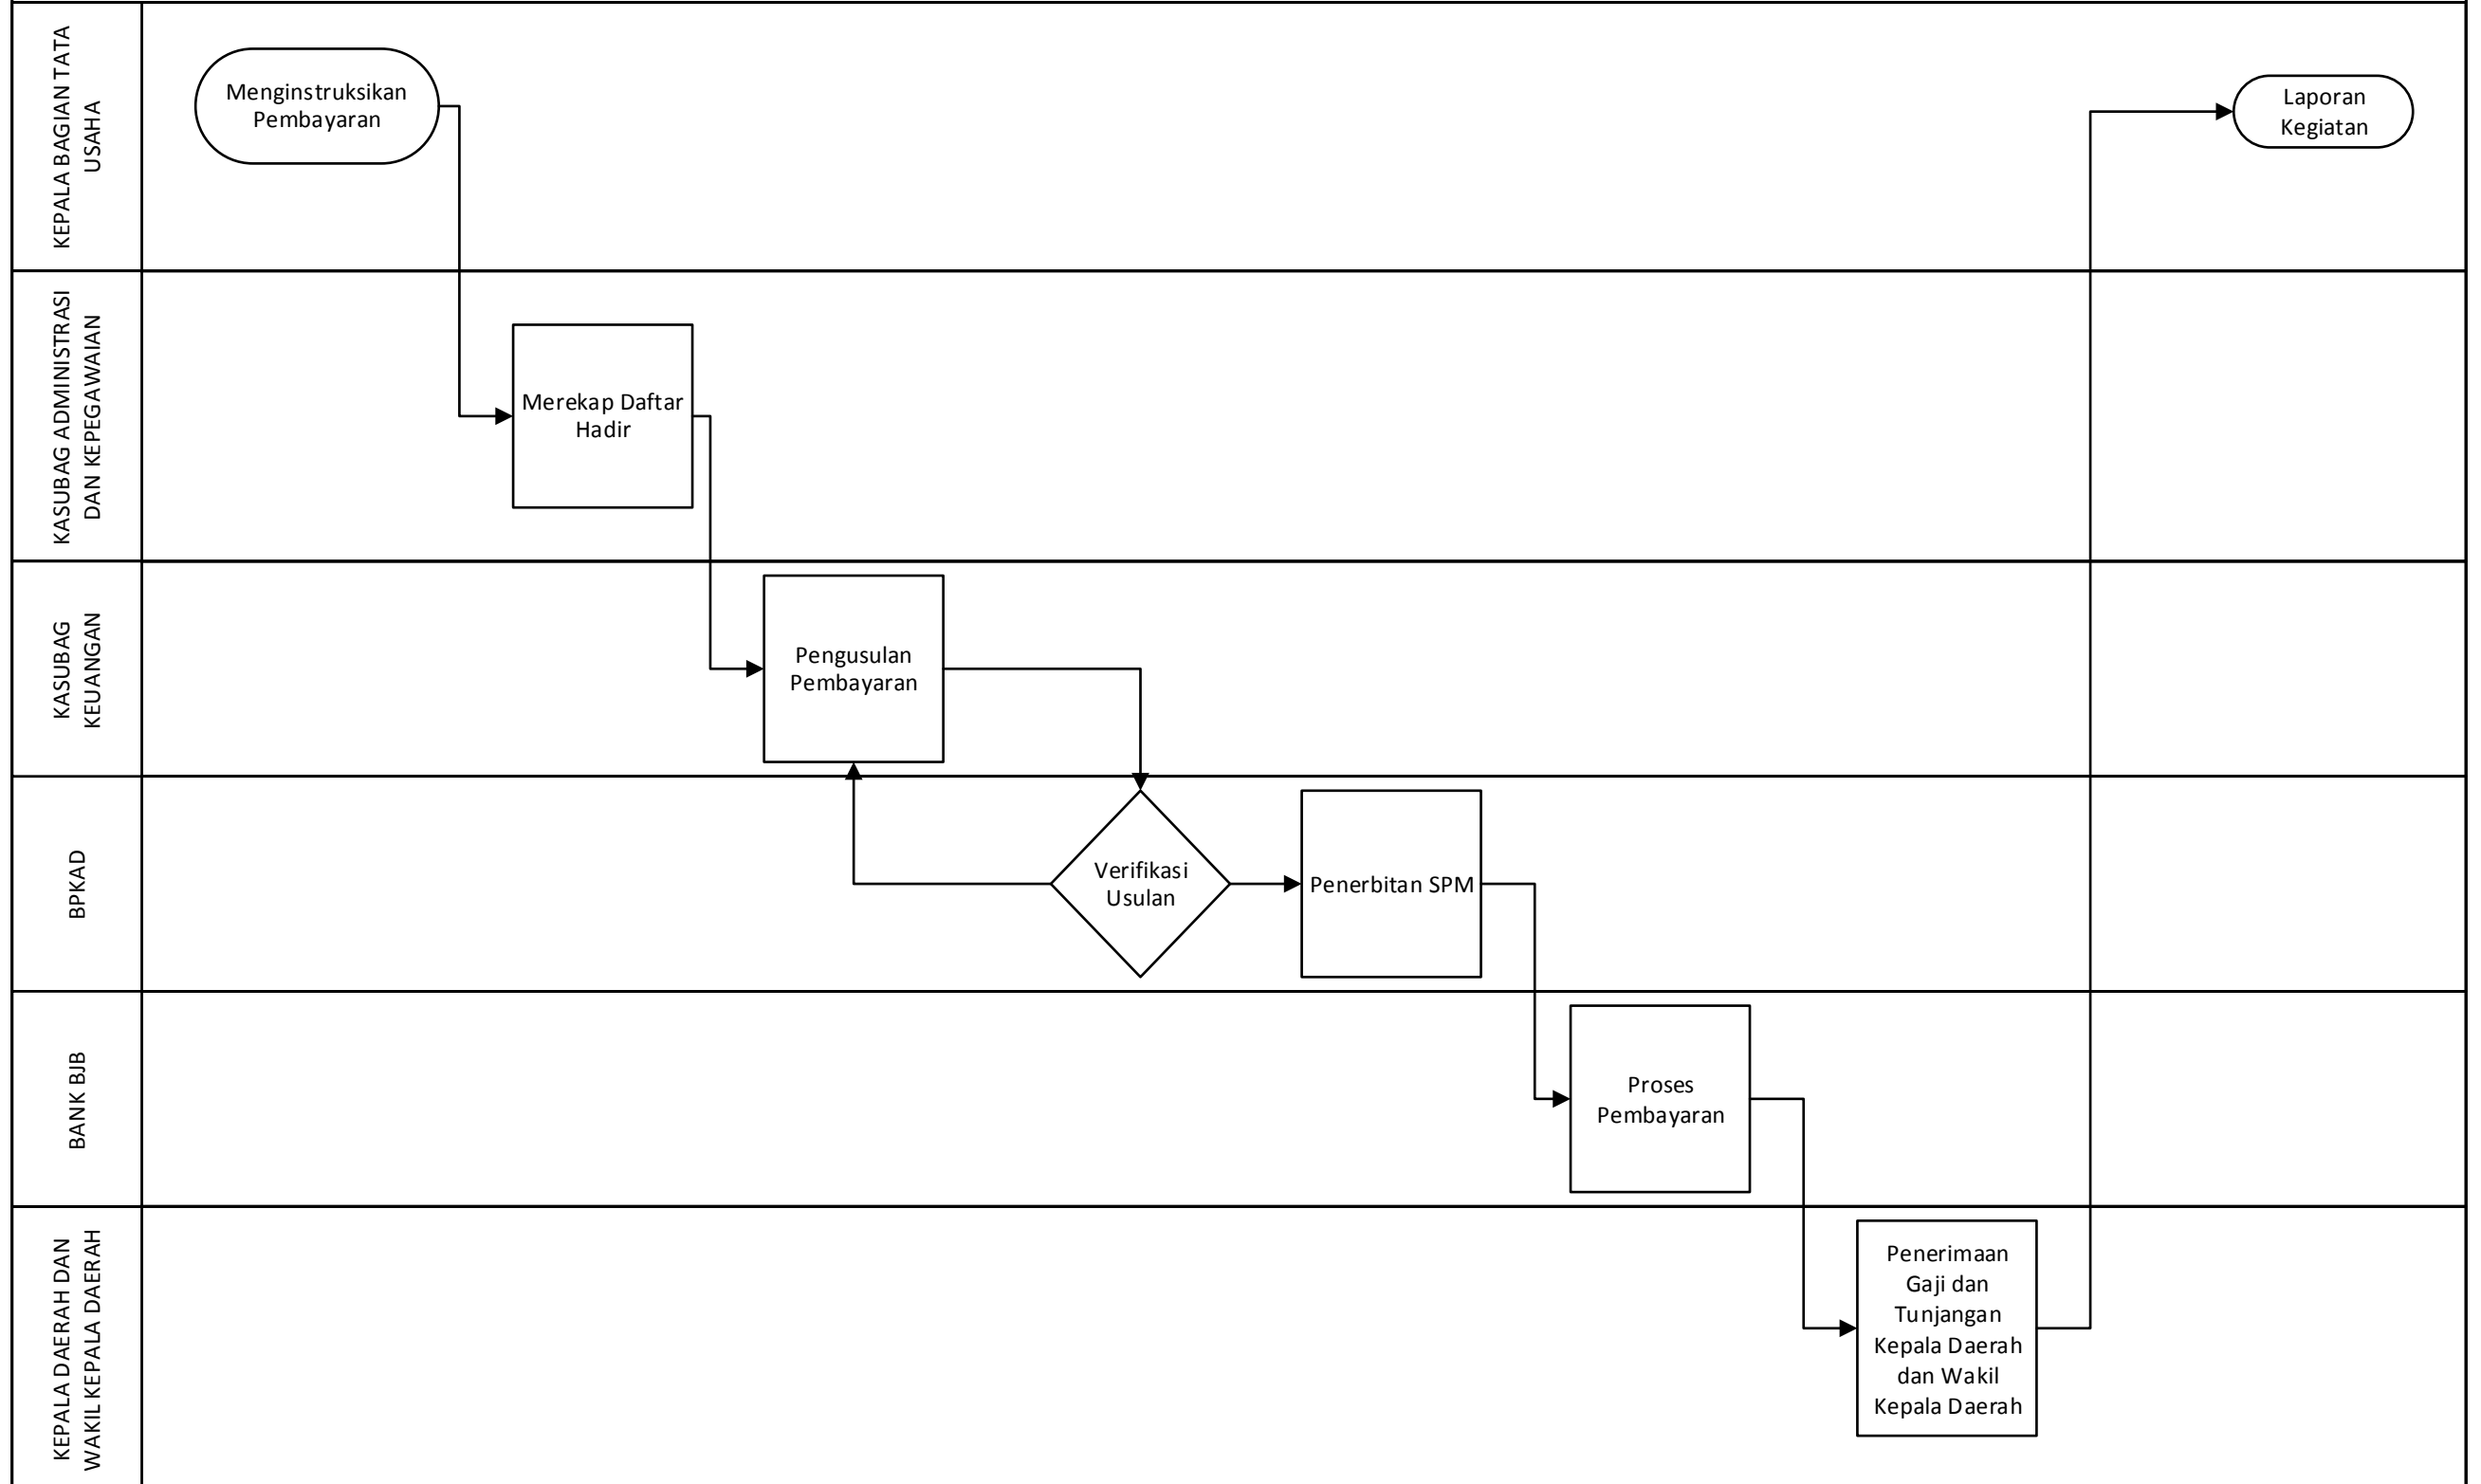 KEPALA BAGIAN TATA
USAHA
Menginstruksikan
Pembayaran
Laporan
Kegiatan
KASUBAG ADMINISTRASI
DAN KEPEGAWAIAN
Merekap Daftar
Hadir
KASUBAG
KEUANGAN
Pengusulan
Pembayaran
BPKAD
Verifikasi
Usulan
Penerbitan SPM
BANK BJB
Proses
Pembayaran
KEPALA DAERAH DAN
WAKIL KEPALA DAERAH
Penerimaan
Gaji dan
Tunjangan
Kepala Daerah
dan Wakil
Kepala Daerah